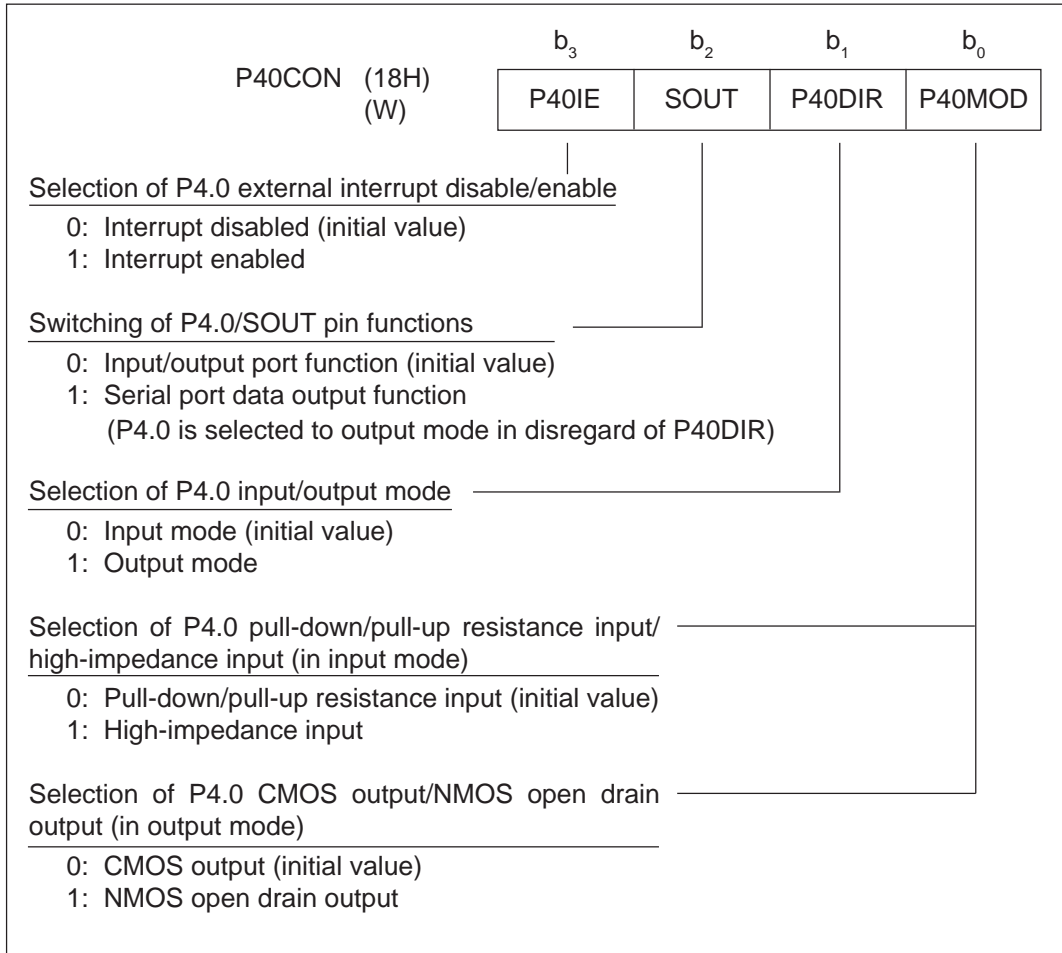 b3 b2 b1 b0
P40CON (18H)
(W)
P40IE SOUT P40DIR P40MOD
Selection of P4.0 external interrupt disable/enable
0: Interrupt disabled (initial value)
1: Interrupt enabled
Switching of P4.0/SOUT pin functions
0: Input/output port function (initial value)
1: Serial port data output function
(P4.0 is selected to output mode in disregard of P40DIR)
Selection of P4.0 input/output mode
0: Input mode (initial value)
1: Output mode
Selection of P4.0 pull-down/pull-up resistance input/
high-impedance input (in input mode)
0: Pull-down/pull-up resistance input (initial value)
1: High-impedance input
Selection of P4.0 CMOS output/NMOS open drain
output (in output mode)
0: CMOS output (initial value)
1: NMOS open drain output